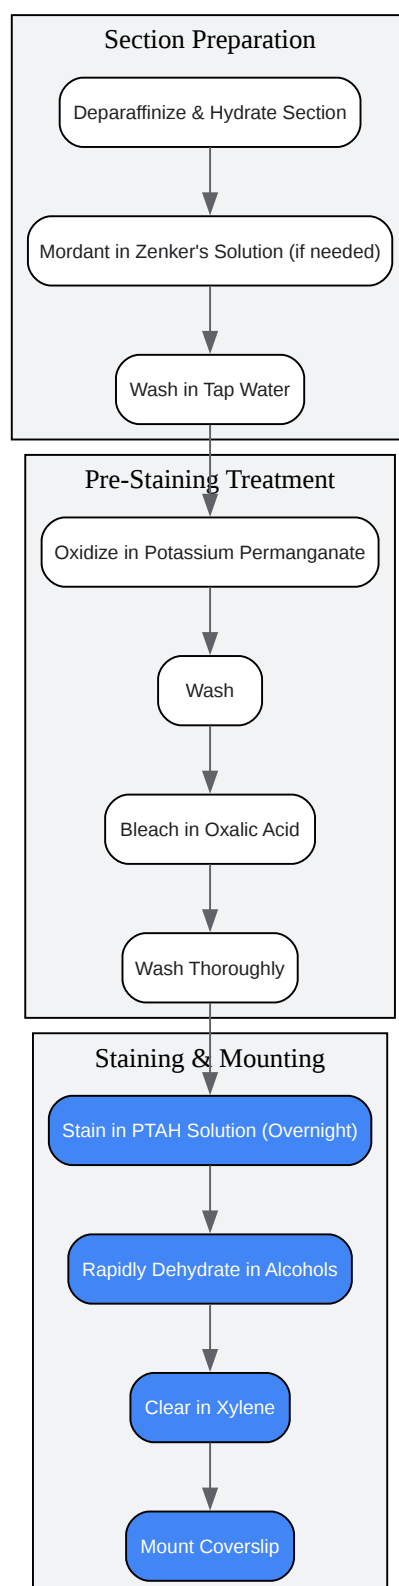 Section Preparation
Deparaffinize & Hydrate Section
Mordant in Zenker's Solution (if needed)
Wash in Tap Water
Pre-Staining Treatment
Oxidize in Potassium Permanganate
Wash
Bleach in Oxalic Acid
Wash Thoroughly
Staining & Mounting
Stain in PTAH Solution (Overnight)
Rapidly Dehydrate in Alcohols
Clear in Xylene
Mount Coverslip